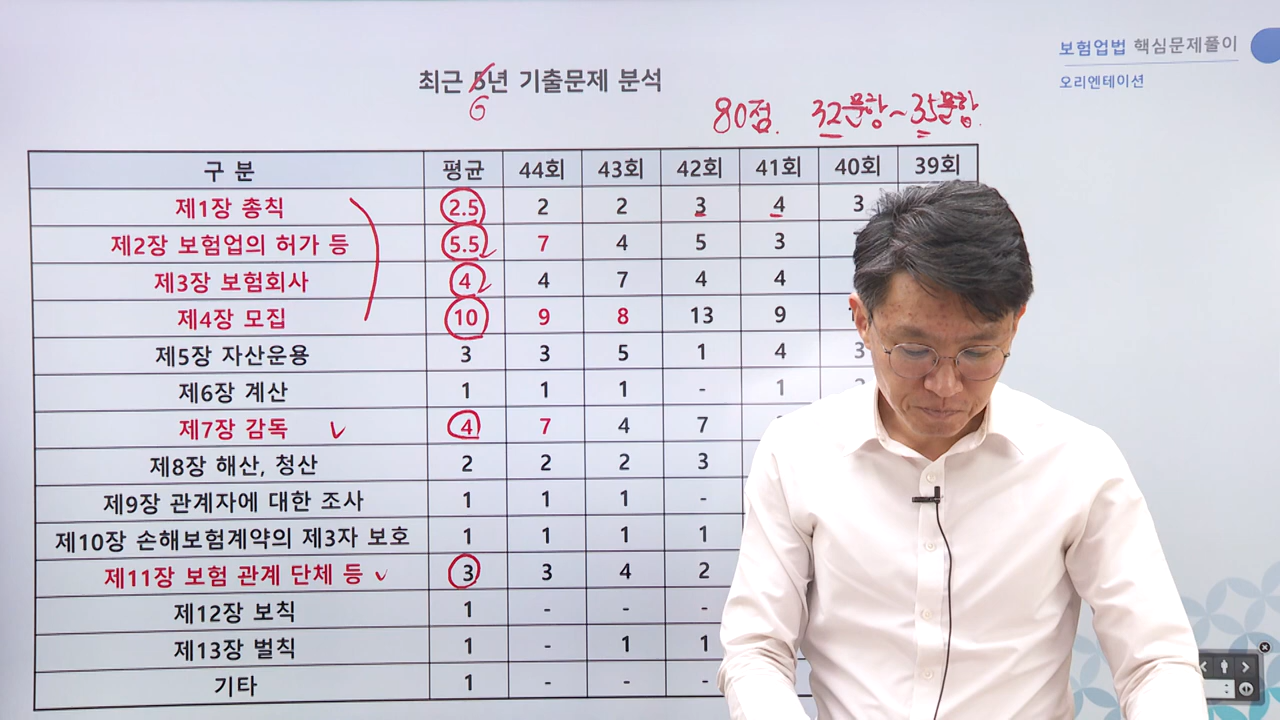 보험업법 핵심문제풀이
오리엔테이션
최근 5년 기출문제 분석
6
80점. 32문항~35문항.
구 분 평균 44회 43회 42회 41회 40회 39회
제1장 총칙 2.5 2 2 3 4 3
제2장 보험업의 허가 등 5.5 7 4 5 3
제3장 보험회사 4 4 7 4 4
제4장 모집 10 9 8 13 9
제5장 자산운용 3 3 5 1 4 3
제6장 계산 1 1 1 - 1
제7장 감독 4 7 4 7
제8장 해산, 청산 2 2 2 3
제9장 관계자에 대한 조사 1 1 1 -
제10장 손해보험계약의 제3자 보호 1 1 1 1
제11장 보험 관계 단체 등 3 3 4 2
제12장 보칙 1 - - -
제13장 벌칙 1 - 1 1
기타 1 - - -